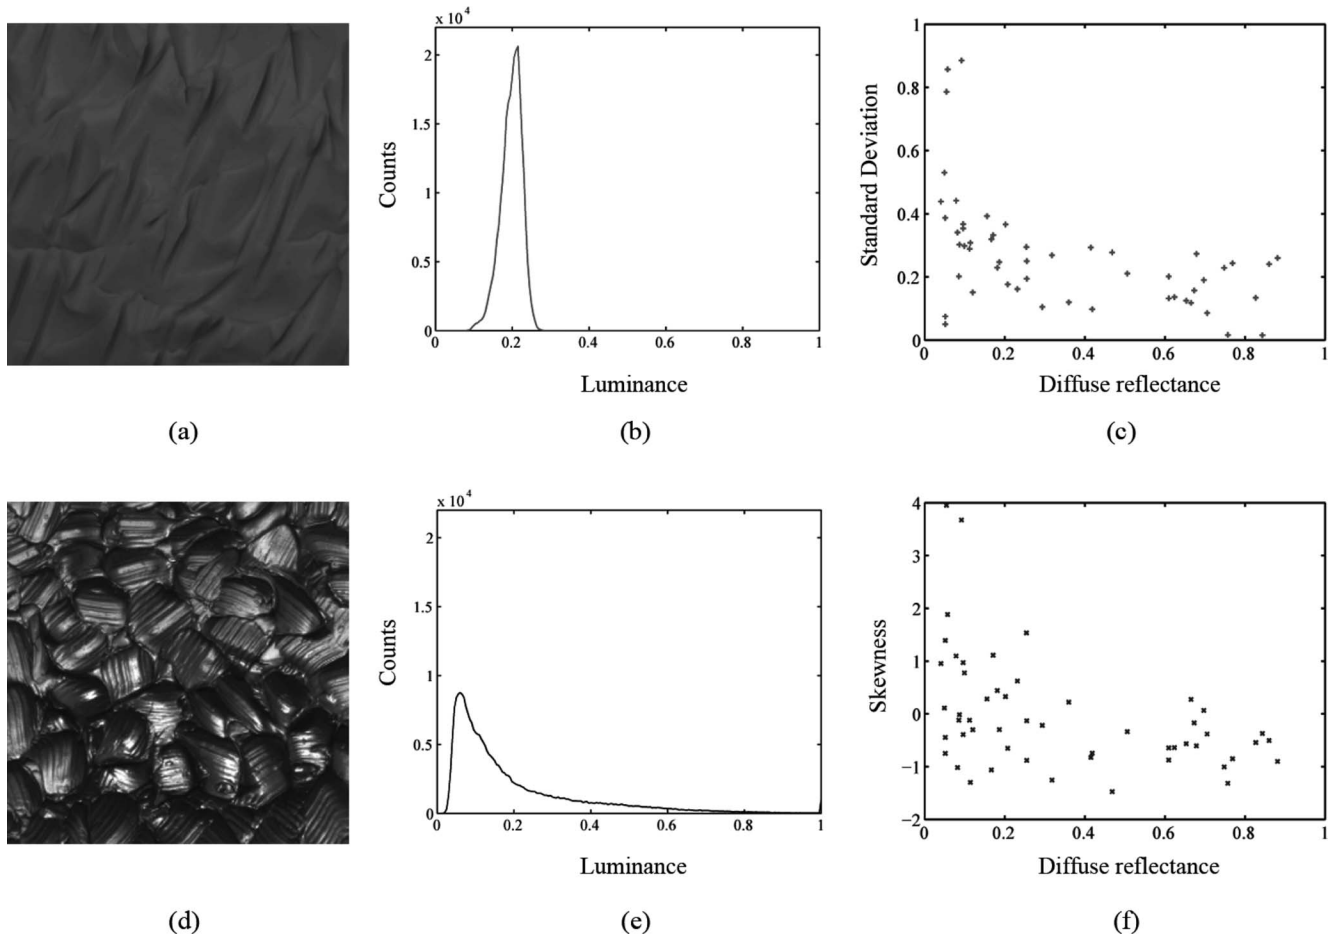 x 10⁴
2
1.5
1
0.5
0
Counts
0 0.2 0.4 0.6 0.8 1
Luminance
1
0.8
0.6
0.4
0.2
0
Standard Deviation
0 0.2 0.4 0.6 0.8 1
Diffuse reflectance
(a) (b) (c)
x 10⁴
2
1.5
1
0.5
0
Counts
0 0.2 0.4 0.6 0.8 1
Luminance
4
3
2
1
0
−1
−2
Skewness
0 0.2 0.4 0.6 0.8 1
Diffuse reflectance
(d) (e) (f)